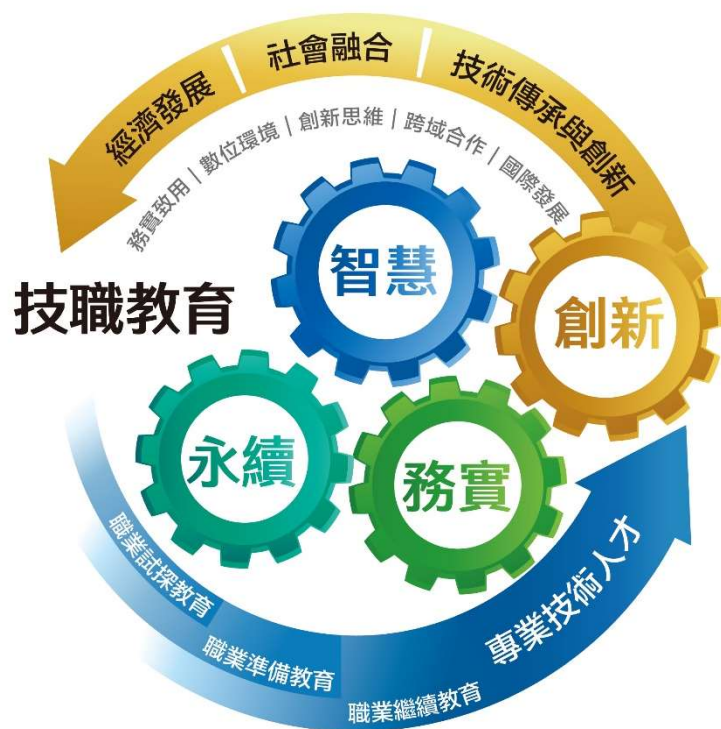 經濟發展 | 社會融合 | 技術傳承與創新
務實致用 | 數位環境 | 創新思維 | 跨域合作 | 國際發展
智慧
創新
技職教育
永續
務實
職業試探教育
職業準備教育
職業繼續教育
專業技術人才